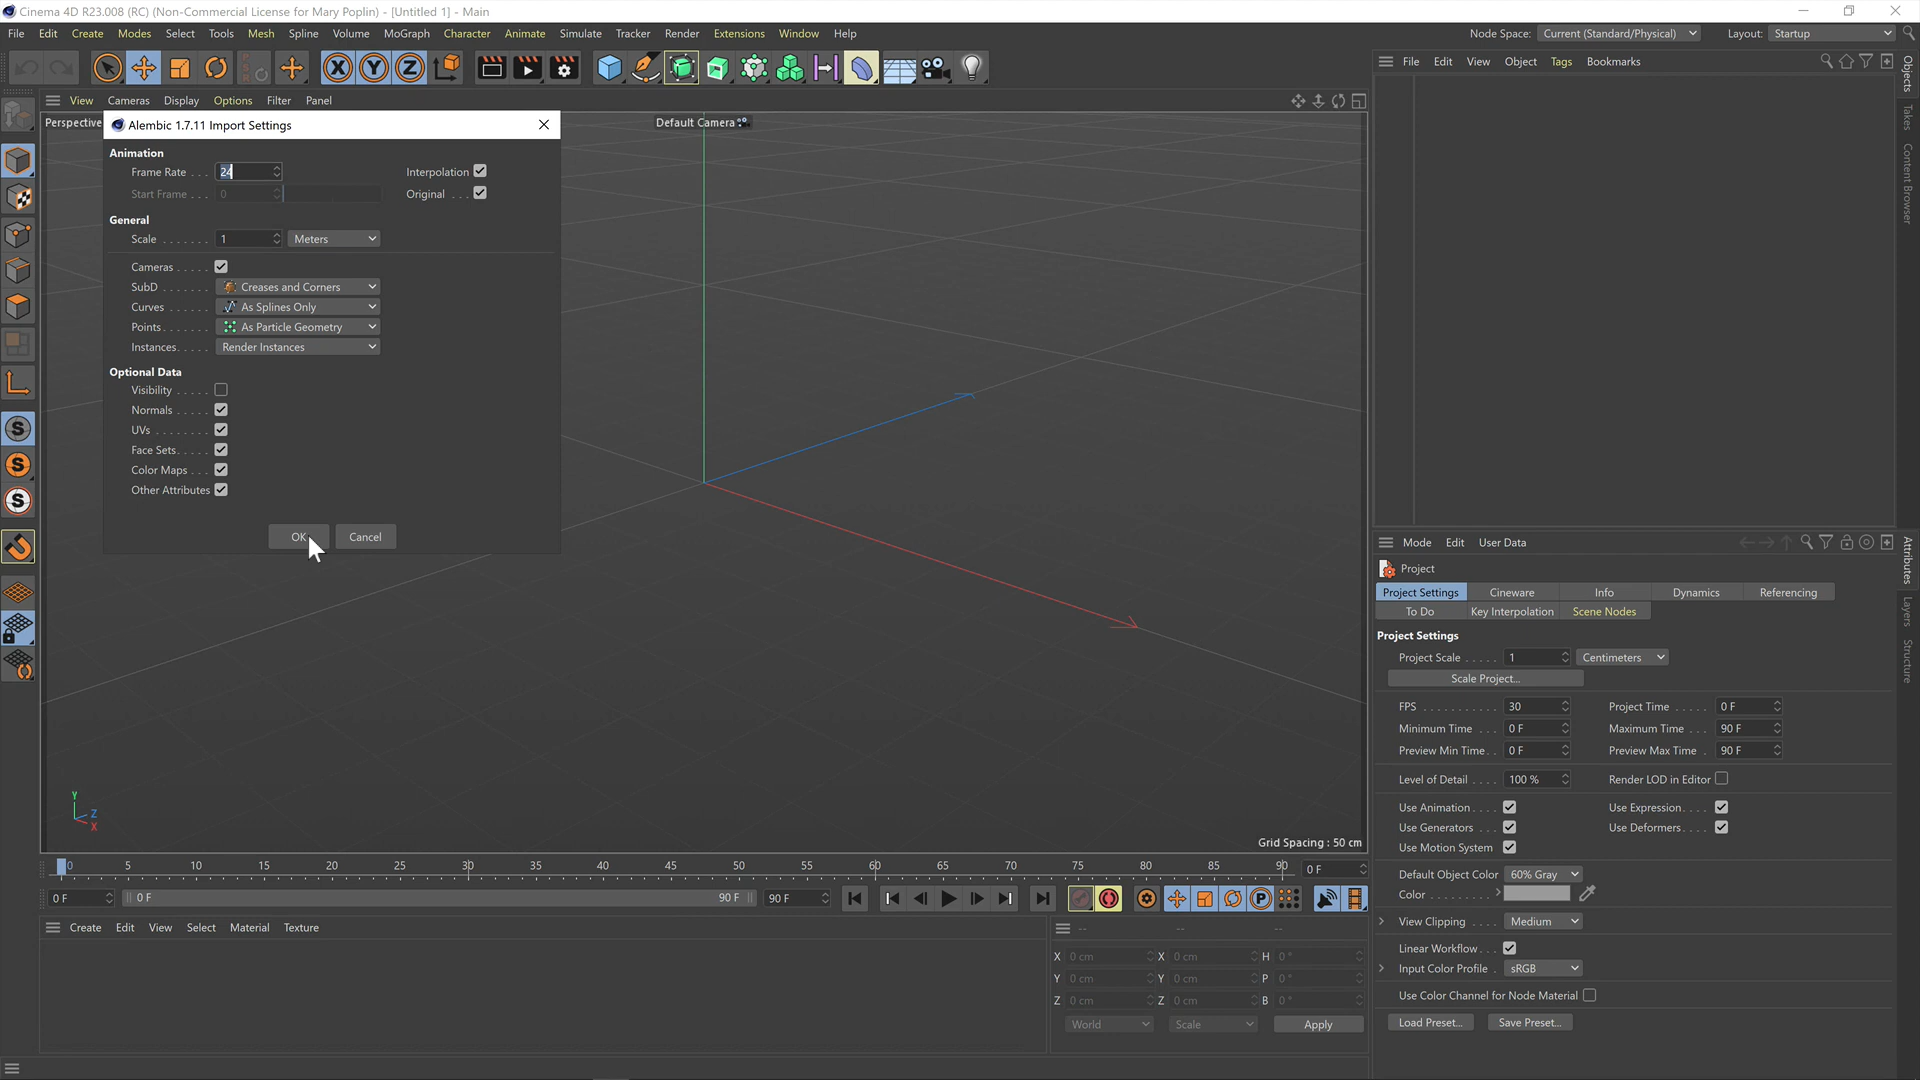 Cinema 4D R23.008 (RC) (Non-Commercial License for Mary Poplin) - [Untitled 1] - Main
File Edit Create Modes Select Tools Mesh Spline Volume MoGraph Character Animate Simulate Tracker Render Extensions Window Help
Node Space: Current (Standard/Physical) Layout: Startup
X Y Z
PSR
File Edit View Object Tags Bookmarks
Objects
Takes
Content Browser
View Cameras Display Options Filter Panel
Perspective
Default Camera
Alembic 1.7.11 Import Settings
Animation
Frame Rate . . . 24 Interpolation
Start Frame . . . 0 Original . . .
General
Scale . . . . . . . 1 Meters
Cameras . . . . .
SubD . . . . . . . Creases and Corners
Curves . . . . . . As Splines Only
Points. . . . . . . As Particle Geometry
Instances. . . . . Render Instances
Optional Data
Visibility . . . . .
Normals . . . . .
UVs . . . . . . . .
Face Sets. . . . .
Color Maps . . .
Other Attributes
OK Cancel
S
S
S
Y
Z
X
Grid Spacing : 50 cm
0 5 10 15 20 25 30 35 40 45 50 55 60 65 70 75 80 85 90 0 F
0 F 0 F 90 F 90 F
P
Create Edit View Select Material Texture
-- -- --
X 0 cm X 0 cm H 0 °
Y 0 cm Y 0 cm P 0 °
Z 0 cm Z 0 cm B 0 °
World Scale Apply
Mode Edit User Data
Attributes
Layers
Structure
Project
Project Settings Cineware Info Dynamics Referencing
To Do Key Interpolation Scene Nodes
Project Settings
Project Scale . . . . . 1 Centimeters
Scale Project...
FPS . . . . . . . . . . . 30 Project Time . . . . . 0 F
Minimum Time . . . 0 F Maximum Time . . . 90 F
Preview Min Time. . 0 F Preview Max Time . 90 F
Level of Detail . . . . 100 % Render LOD in Editor
Use Animation. . . . Use Expression. . . .
Use Generators . . . Use Deformers. . . .
Use Motion System
Default Object Color 60% Gray
Color . . . . . . . . . .
View Clipping . . . . Medium
Linear Workflow. . .
Input Color Profile . sRGB
Use Color Channel for Node Material
Load Preset... Save Preset...